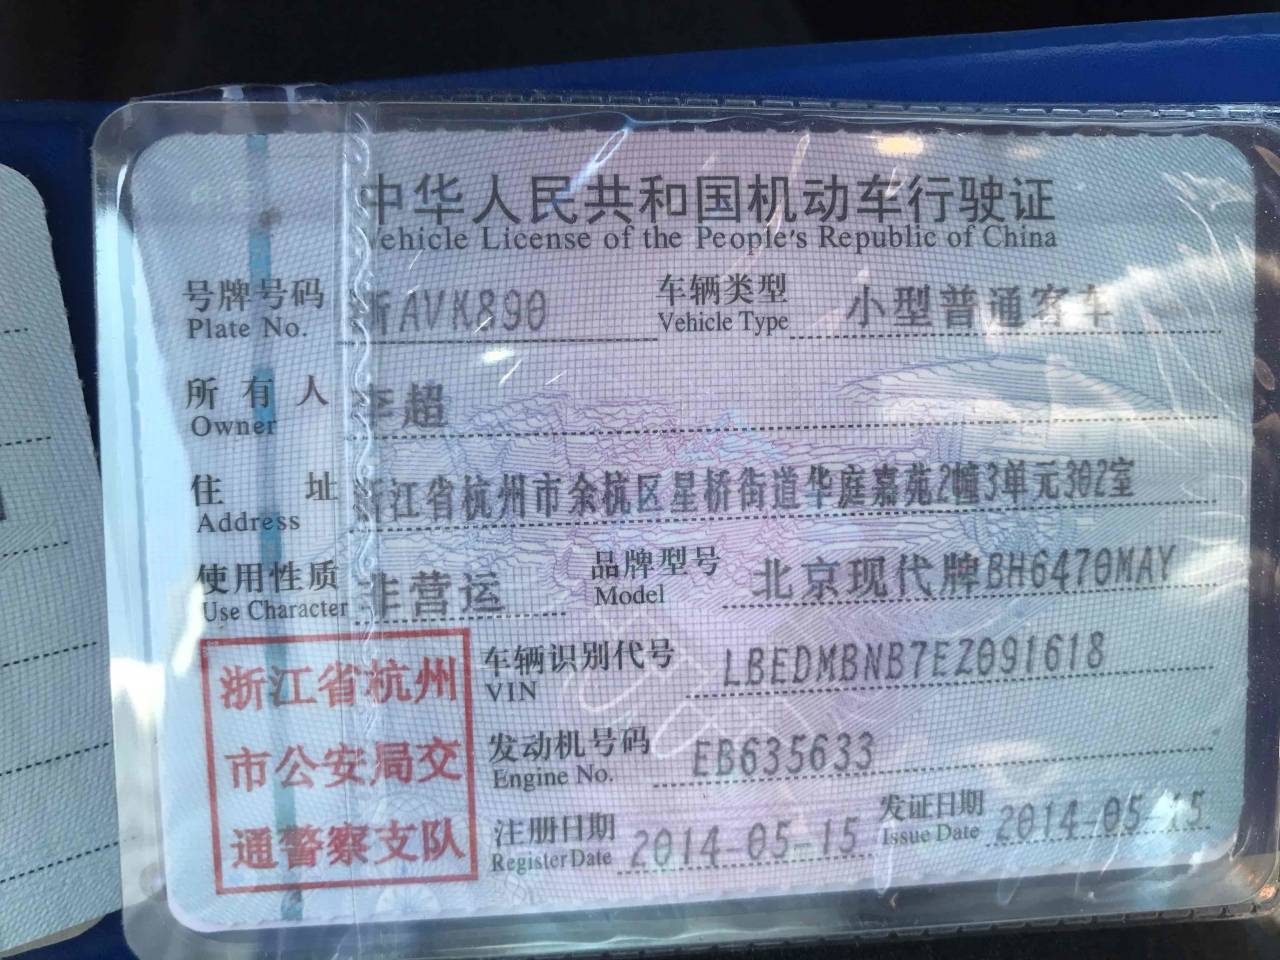 中华人民共和国机动车行驶证
Vehicle License of the People's Republic of China
号牌号码 浙AVK890 车辆类型 小型普通客车
Plate No. Vehicle Type
所有人 李超
Owner
住址 浙江省杭州市余杭区星桥街道华庭嘉苑2幢3单元302室
Address
使用性质 非营运 品牌型号 北京现代牌BH6470MAY
Use Character Model
车辆识别代号 LBEDMBNB7EZ091618
VIN
发动机号码 EB635633
Engine No.
注册日期 2014-05-15 发证日期 2014-05-15
Register Date Issue Date
浙江省杭州
市公安局交
通警察支队